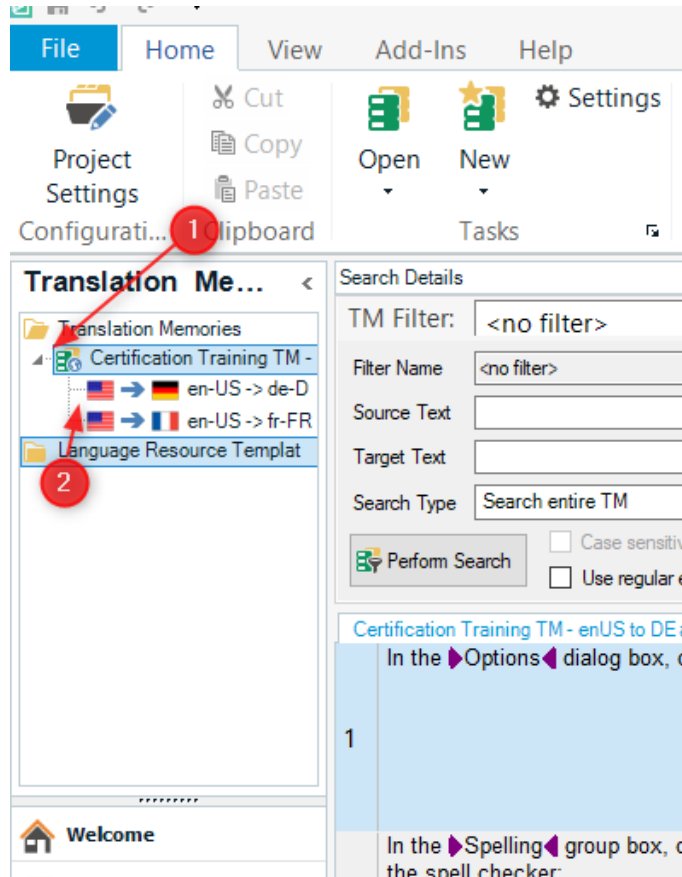 File Home View Add-Ins Help
Cut
Settings
Copy
Project
Settings
Open
New
Paste
Configurati...
1
Clipboard
Tasks
Translation Me...
Search Details
Translation Memories
TM Filter:
<no filter>
Certification Training TM -
Filter Name
<no filter>
en-US -> de-D
Source Text
en-US -> fr-FR
Language Resource Templat
Target Text
2
Search Type
Search entire TM
Perform Search
Case sensitiv
Use regular e
Certification Training TM - enUS to DE a
In the Options dialog box, c
1
Welcome
In the Spelling group box, c
the spell checker: